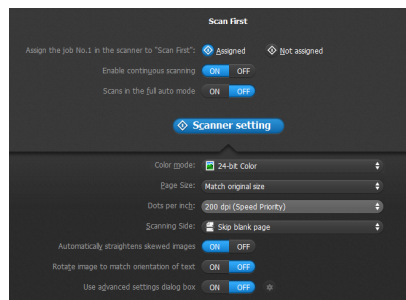 Scan First
Assign the job No.1 in the scanner to "Scan First": Assigned Not assigned
Enable continuous scanning ON OFF
Scans in the full auto mode ON OFF
Scanner setting
Color mode: 24-bit Color
Page Size: Match original size
Dots per inch: 200 dpi (Speed Priority)
Scanning Side: Skip blank page
Automatically straightens skewed images ON OFF
Rotate image to match orientation of text ON OFF
Use advanced settings dialog box ON OFF